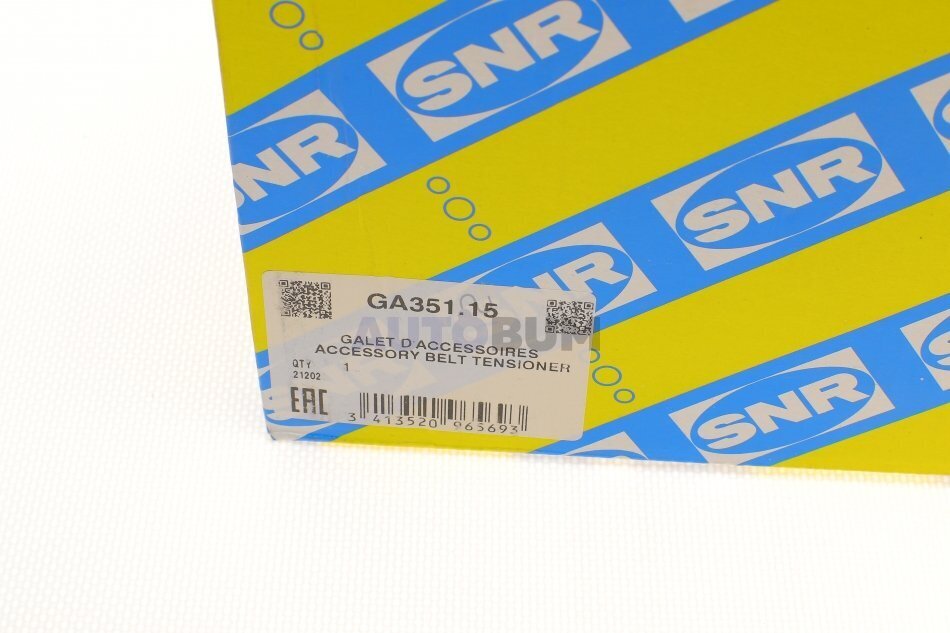 SNR
SNR
SNR
SNR
SNR
GA351.15
AUTOBUM
GALET D'ACCESSOIRES
ACCESSORY BELT TENSIONER
QTY 1
21202
EAC
3 413520 965693
SNR
SNR